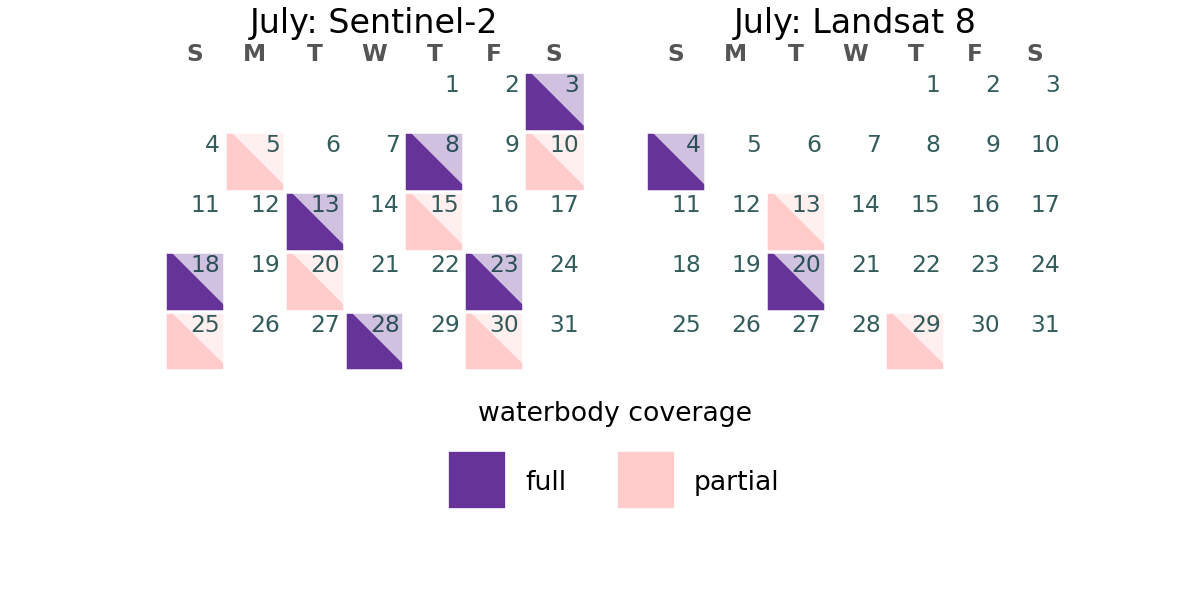 July: Sentinel-2
S M T W T F S
1 2 3
4 5 6 7 8 9 10
11 12 13 14 15 16 17
18 19 20 21 22 23 24
25 26 27 28 29 30 31
July: Landsat 8
S M T W T F S
1 2 3
4 5 6 7 8 9 10
11 12 13 14 15 16 17
18 19 20 21 22 23 24
25 26 27 28 29 30 31
waterbody coverage
full partial